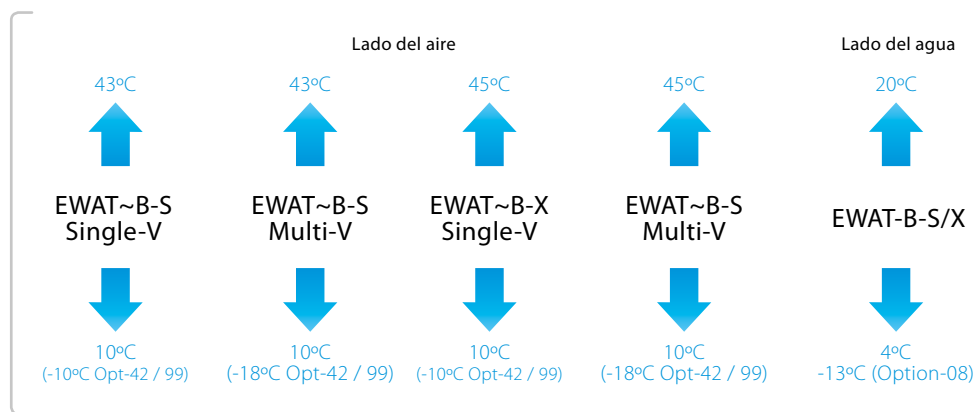 Lado del aire
Lado del agua
43ºC
43ºC
45ºC
45ºC
20ºC
EWAT~B-S
Single-V
EWAT~B-S
Multi-V
EWAT~B-X
Single-V
EWAT~B-S
Multi-V
EWAT-B-S/X
10ºC
(-10ºC Opt-42 / 99)
10ºC
(-18ºC Opt-42 / 99)
10ºC
(-10ºC Opt-42 / 99)
10ºC
(-18ºC Opt-42 / 99)
4ºC
-13ºC (Option-08)